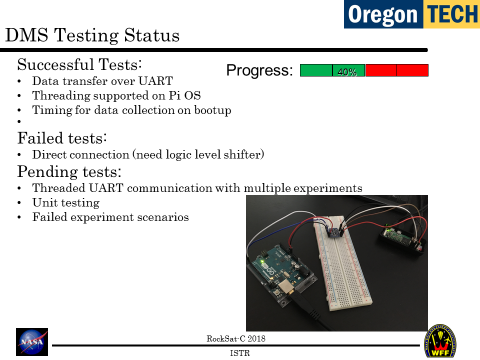 Oregon TECH
DMS Testing Status
Successful Tests:
• Data transfer over UART
• Threading supported on Pi OS
• Timing for data collection on bootup
•
Progress:
40%
Failed tests:
• Direct connection (need logic level shifter)
Pending tests:
• Threaded UART communication with multiple experiments
• Unit testing
• Failed experiment scenarios
NASA
RockSat-C 2018
ISTR
WFF